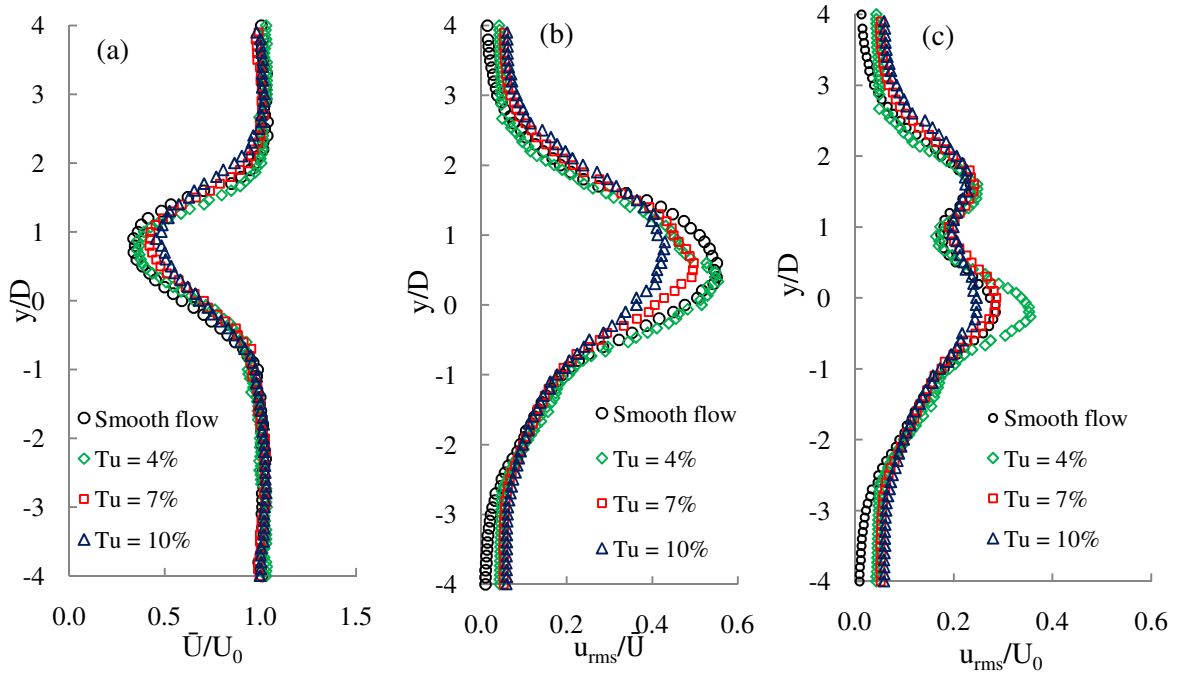 (a)
4
3
2
1
0
-1
-2
-3
-4
y/D
Smooth flow
Tu = 4%
Tu = 7%
Tu = 10%
0.0 0.5 1.0 1.5
Ū/U₀
(b)
4
3
2
1
0
-1
-2
-3
-4
y/D
Smooth flow
Tu = 4%
Tu = 7%
Tu = 10%
0.0 0.2 0.4 0.6
uᵣₘₛ/Ū
(c)
4
3
2
1
0
-1
-2
-3
-4
y/D
Smooth flow
Tu = 4%
Tu = 7%
Tu = 10%
0.0 0.2 0.4 0.6
uᵣₘₛ/U₀